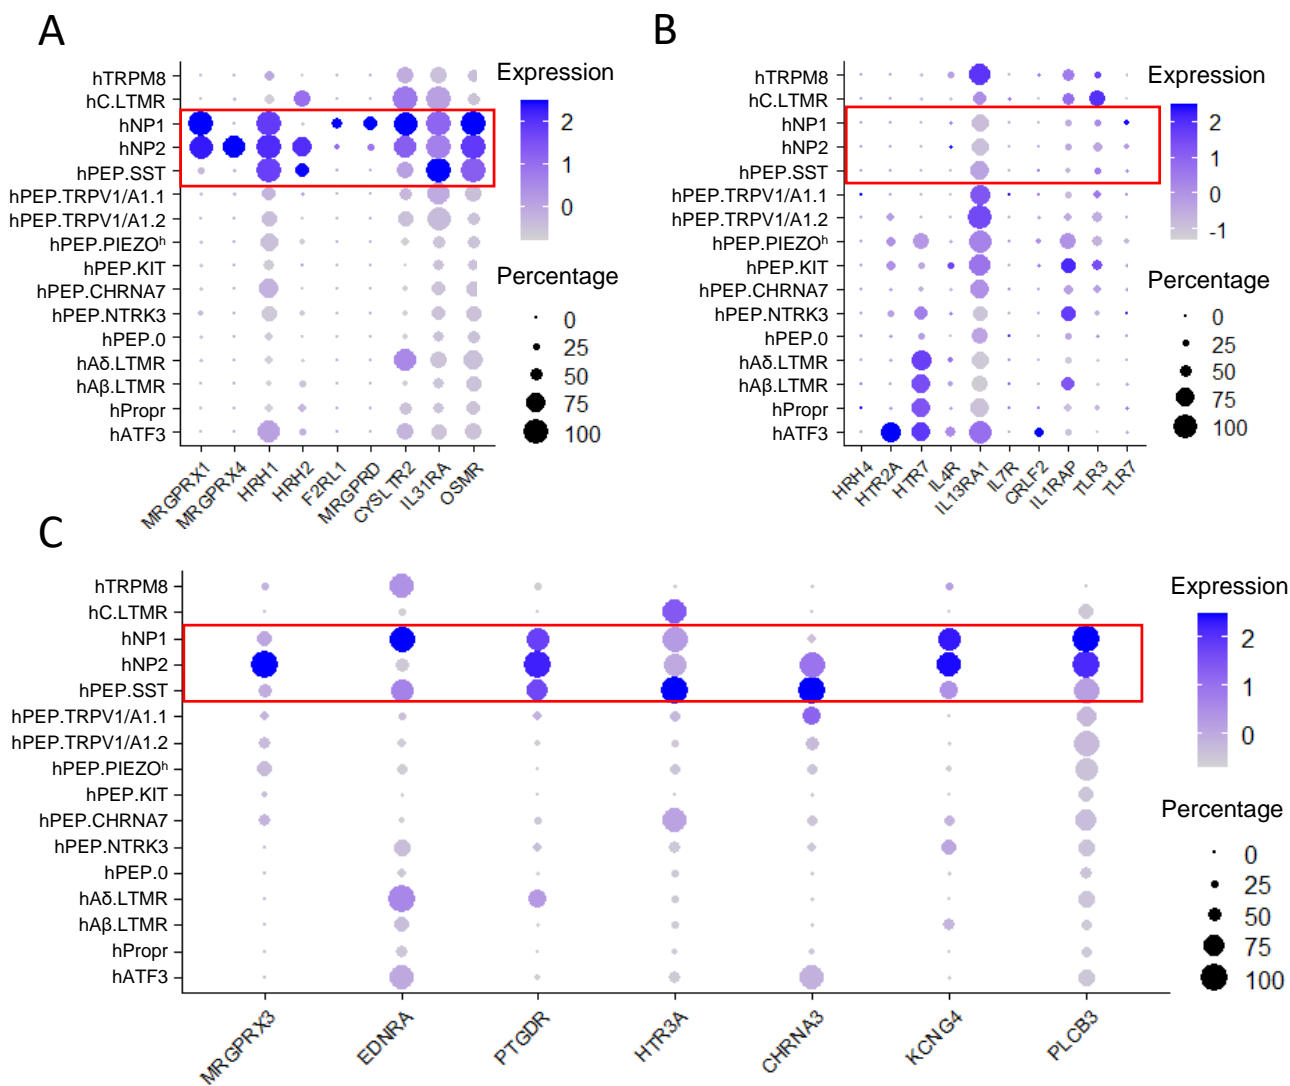 A
hTRPM8
hC.LTMR
hNP1
hNP2
hPEP.SST
hPEP.TRPV1/A1.1
hPEP.TRPV1/A1.2
hPEP.PIEZOʰ
hPEP.KIT
hPEP.CHRNA7
hPEP.NTRK3
hPEP.0
hAδ.LTMR
hAβ.LTMR
hPropr
hATF3
MRGPRX1
MRGPRX4
HRH1
HRH2
F2RL1
MRGPRD
CYSLTR2
IL31RA
OSMR
Expression
2
1
0
Percentage
0
25
50
75
100
B
hTRPM8
hC.LTMR
hNP1
hNP2
hPEP.SST
hPEP.TRPV1/A1.1
hPEP.TRPV1/A1.2
hPEP.PIEZOʰ
hPEP.KIT
hPEP.CHRNA7
hPEP.NTRK3
hPEP.0
hAδ.LTMR
hAβ.LTMR
hPropr
hATF3
HRH4
HTR2A
HTR7
IL4R
IL13RA1
IL7R
CRLF2
IL1RAP
TLR3
TLR7
Expression
2
1
0
-1
Percentage
0
25
50
75
100
C
hTRPM8
hC.LTMR
hNP1
hNP2
hPEP.SST
hPEP.TRPV1/A1.1
hPEP.TRPV1/A1.2
hPEP.PIEZOʰ
hPEP.KIT
hPEP.CHRNA7
hPEP.NTRK3
hPEP.0
hAδ.LTMR
hAβ.LTMR
hPropr
hATF3
MRGPRX3
EDNRA
PTGDR
HTR3A
CHRNA3
KCNG4
PLCB3
Expression
2
1
0
Percentage
0
25
50
75
100